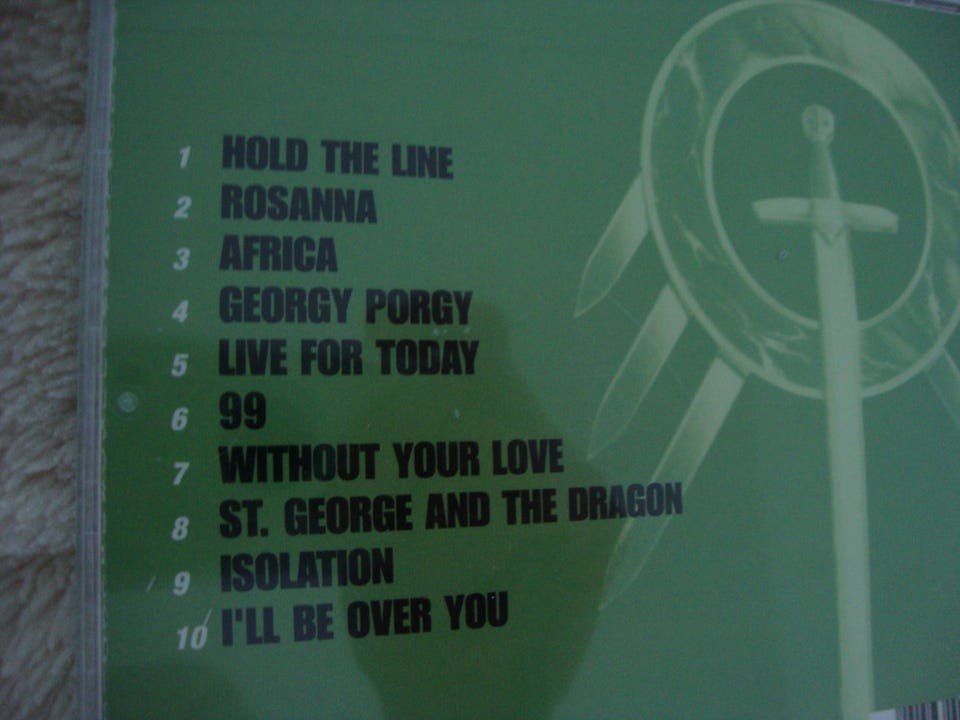 1 HOLD THE LINE
2 ROSANNA
3 AFRICA
4 GEORGY PORGY
5 LIVE FOR TODAY
6 99
7 WITHOUT YOUR LOVE
8 ST. GEORGE AND THE DRAGON
9 ISOLATION
10 I'LL BE OVER YOU